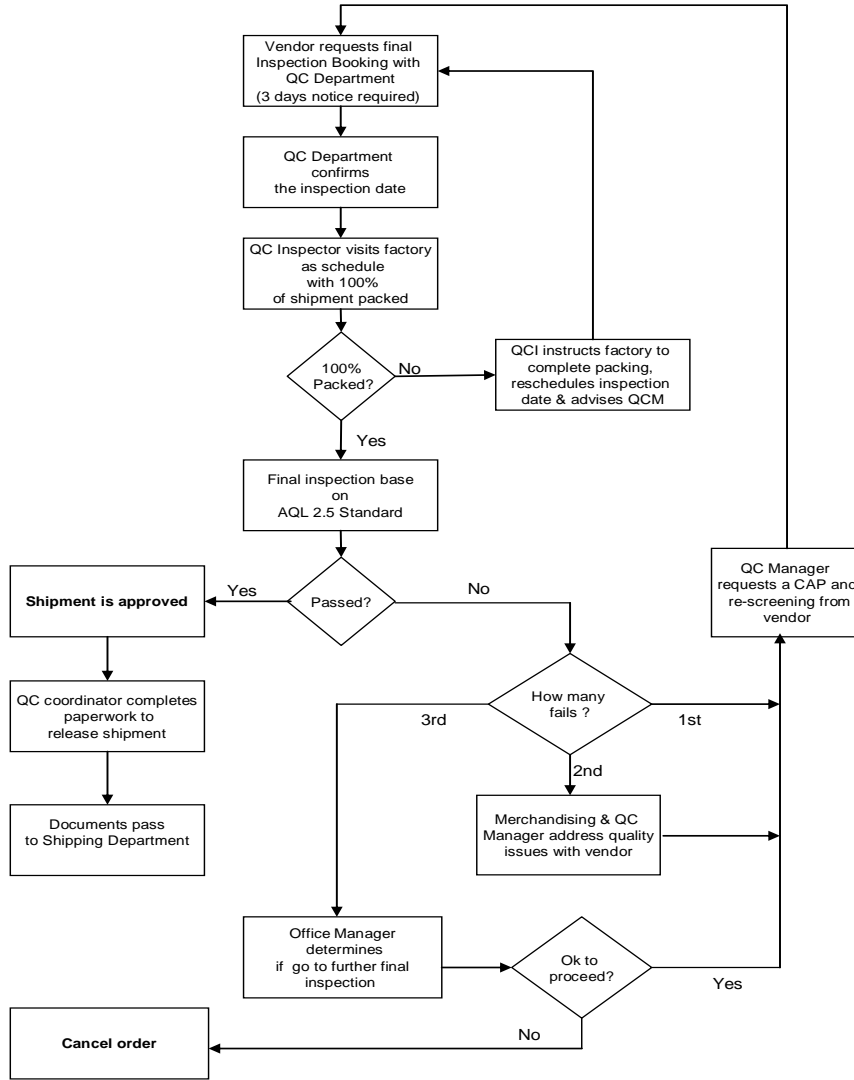 Vendor requests final
Inspection Booking with
QC Department
(3 days notice required)
QC Department
confirms
the inspection date
QC Inspector visits factory
as schedule
with 100%
of shipment packed
100%
Packed?
No
QCI instructs factory to
complete packing,
reschedules inspection
date & advises QCM
Yes
Final inspection base
on
AQL 2.5 Standard
Passed?
Yes
No
Shipment is approved
QC coordinator completes
paperwork to
release shipment
Documents pass
to Shipping Department
QC Manager
requests a CAP and
re-screening from
vendor
How many
fails ?
3rd
1st
2nd
Merchandising & QC
Manager address quality
issues with vendor
Office Manager
determines
if go to further final
inspection
Ok to
proceed?
Yes
No
Cancel order